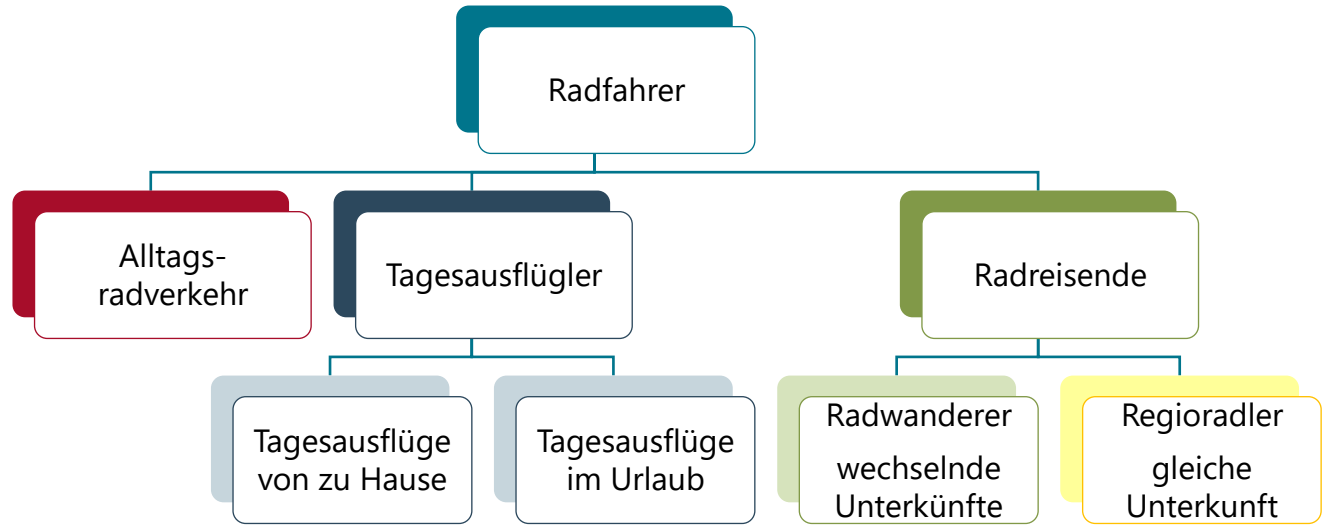 Radfahrer
Alltags-
radverkehr
Tagesausflügler
Radreisende
Tagesausflüge
von zu Hause
Tagesausflüge
im Urlaub
Radwanderer
wechselnde
Unterkünfte
Regioradler
gleiche
Unterkunft